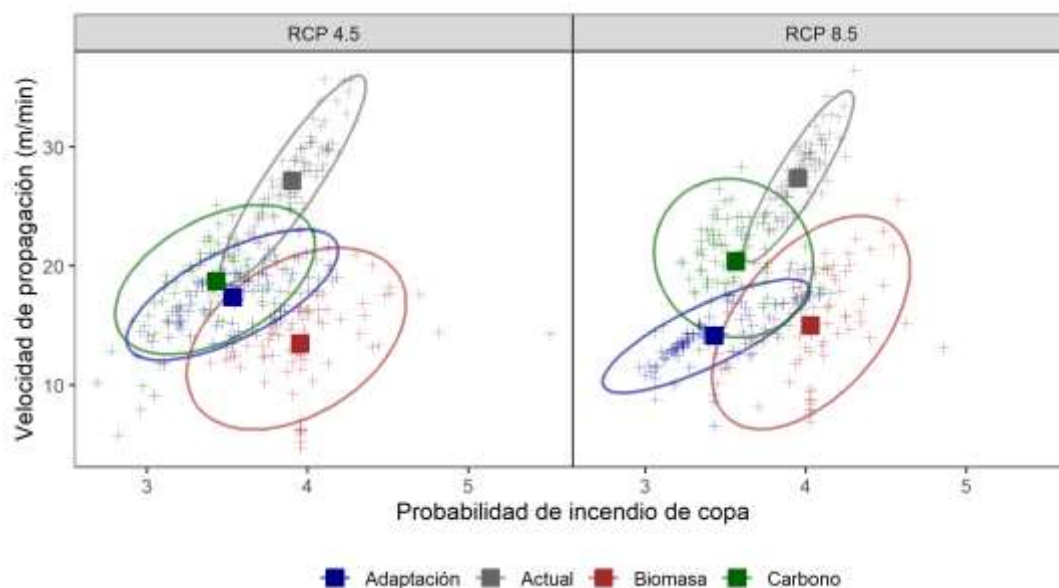 RCP 4.5
RCP 8.5
Velocidad de propagación (m/min)
30
20
10
3
4
5
3
4
5
Probabilidad de incendio de copa
Adaptación
Actual
Biomasa
Carbono